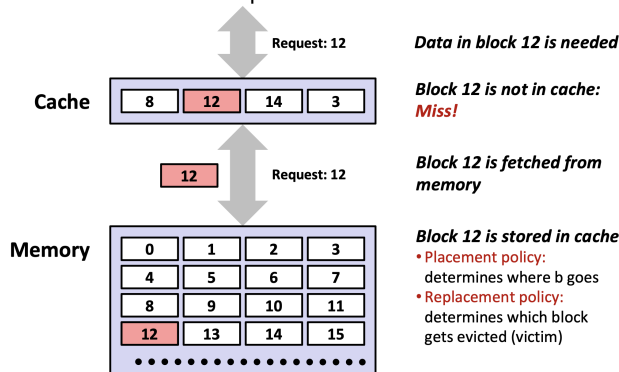 Request: 12
Data in block 12 is needed
Cache
8 12 14 3
Block 12 is not in cache:
Miss!
12
Request: 12
Block 12 is fetched from
memory
Memory
0 1 2 3
4 5 6 7
8 9 10 11
12 13 14 15
Block 12 is stored in cache
• Placement policy:
determines where b goes
• Replacement policy:
determines which block
gets evicted (victim)